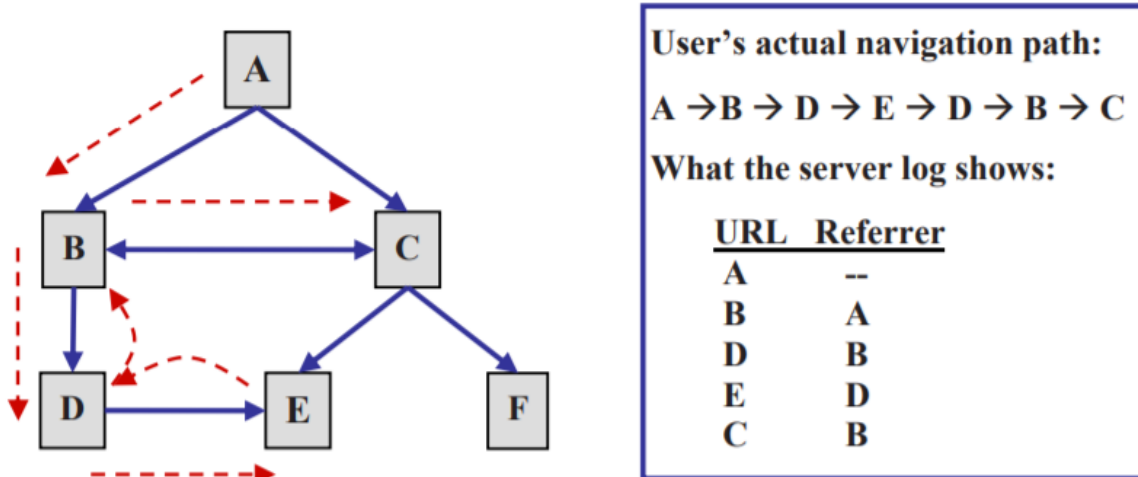 A
B
C
D
E
F
User's actual navigation path:
A → B → D → E → D → B → C
What the server log shows:
URL Referrer
A --
B A
D B
E D
C B